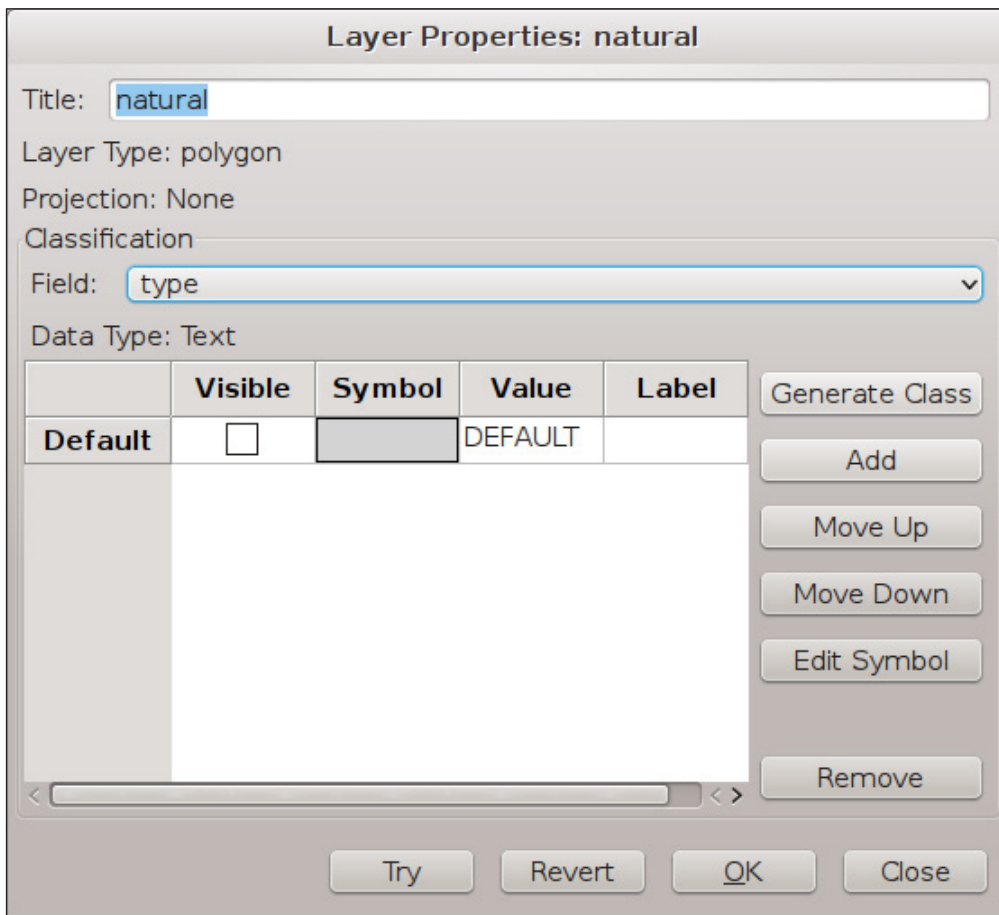 Layer Properties: natural
Title: natural
Layer Type: polygon
Projection: None
Classification
Field: type
Data Type: Text
Visible Symbol Value Label
Default DEFAULT
Generate Class
Add
Move Up
Move Down
Edit Symbol
Remove
Try Revert OK Close